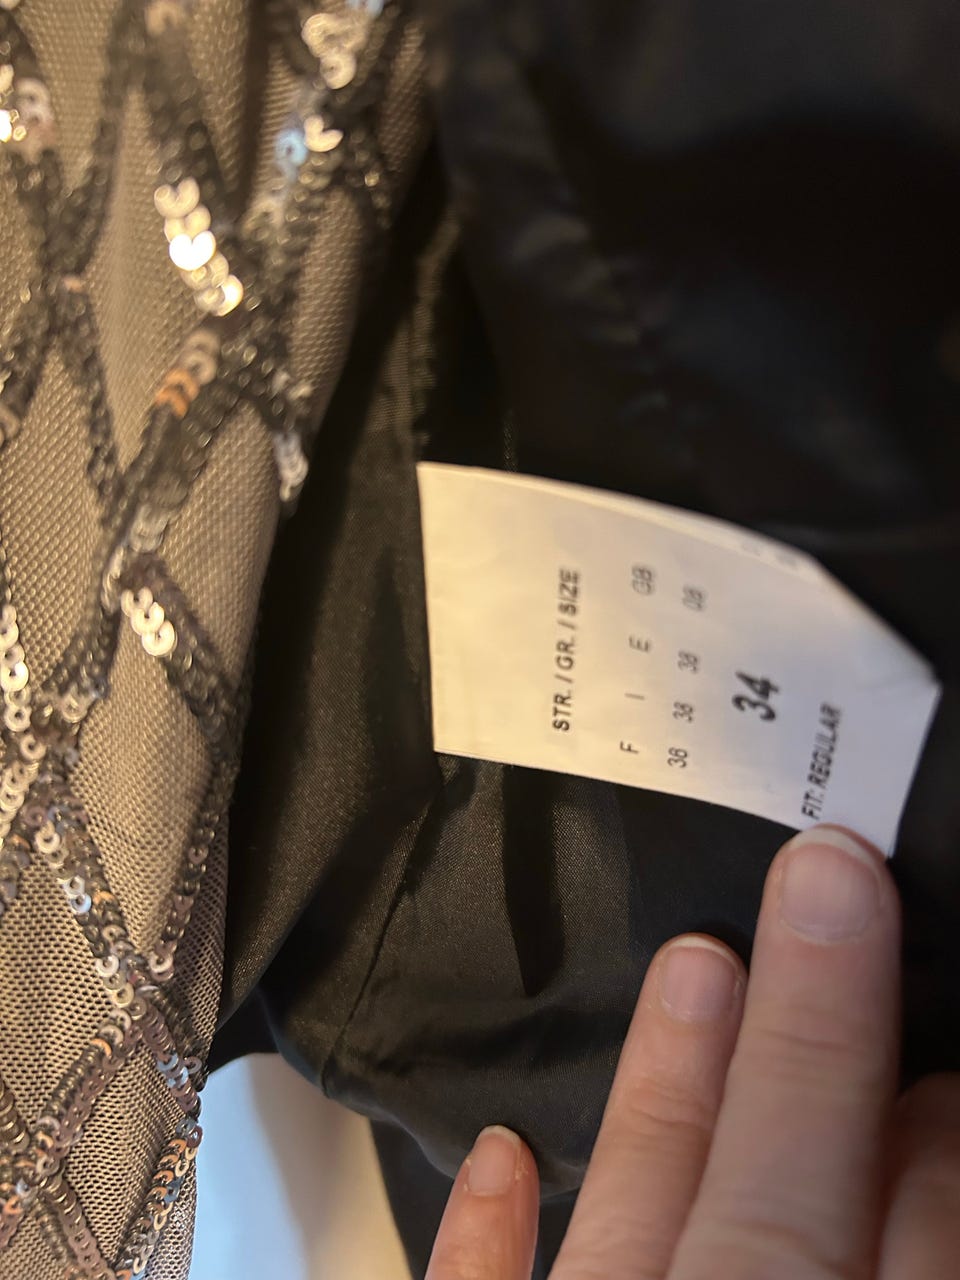 STR. / GR. / SIZE
F I E GB
36 38 38 08
34
FIT: REGULAR